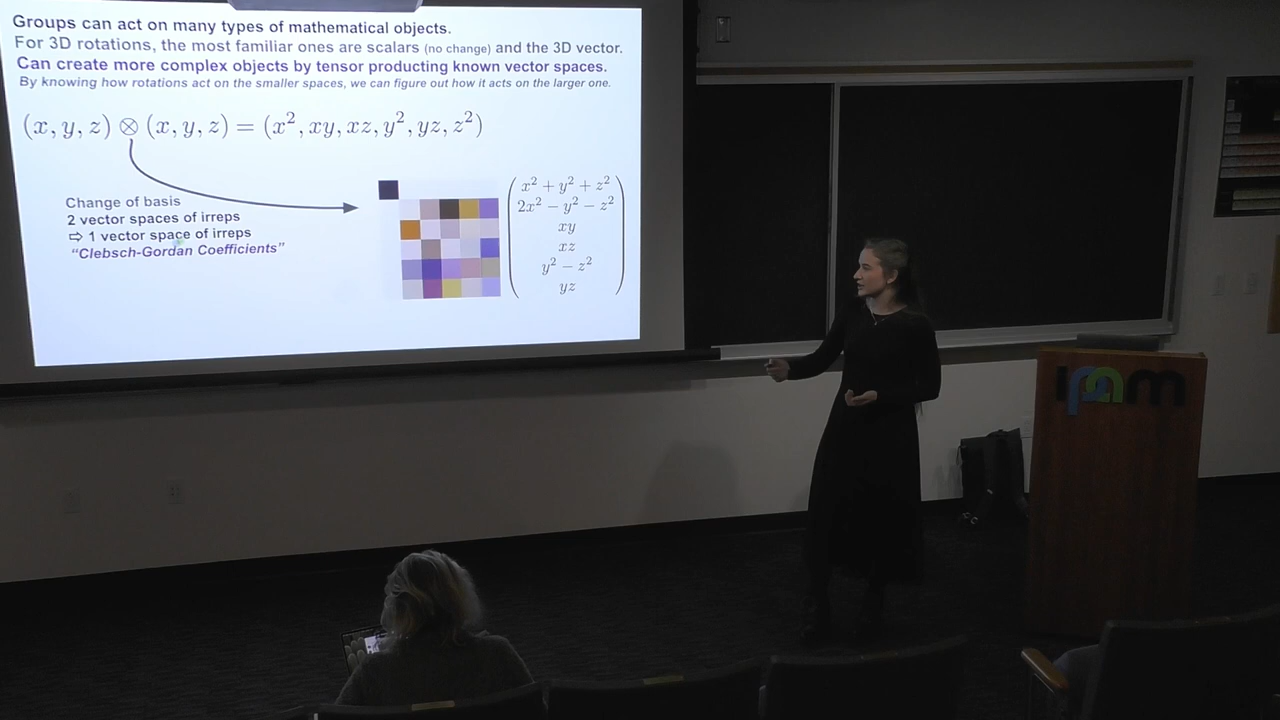 Groups can act on many types of mathematical objects.
For 3D rotations, the most familiar ones are scalars (no change) and the 3D vector.
Can create more complex objects by tensor producting known vector spaces.
By knowing how rotations act on the smaller spaces, we can figure out how it acts on the larger one.
(x, y, z) ⊗ (x, y, z) = (x², xy, xz, y², yz, z²)
Change of basis
2 vector spaces of irreps
⇨ 1 vector space of irreps
“Clebsch-Gordan Coefficients”
x² + y² + z²
2x² − y² − z²
xy
xz
y² − z²
yz
ipam